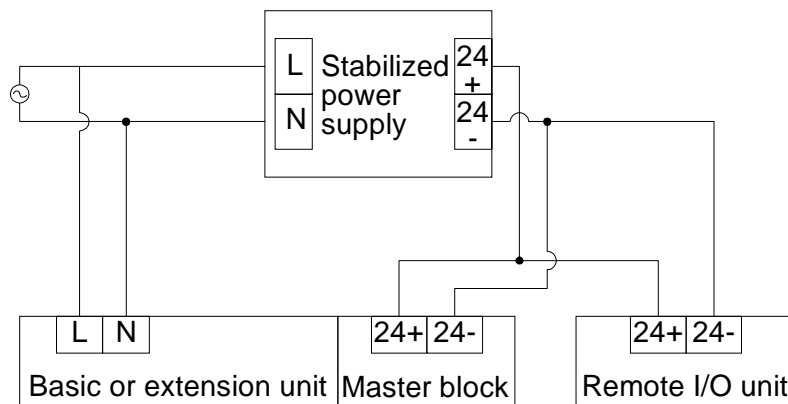 L
N
Stabilized
power
supply
24
+
24
-
L N
24+ 24-
24+ 24-
Basic or extension unit
Master block
Remote I/O unit